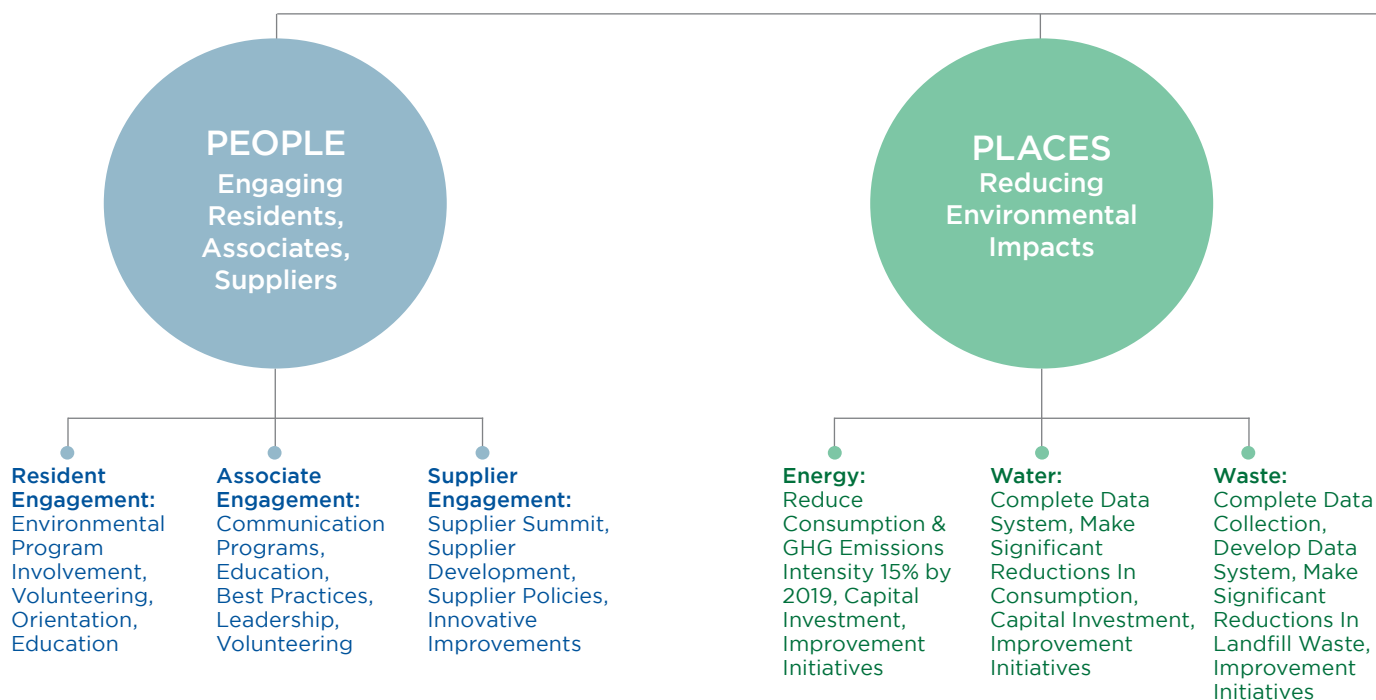 PEOPLE
Engaging
Residents,
Associates,
Suppliers
PLACES
Reducing
Environmental
Impacts
Resident
Engagement:
Environmental
Program
Involvement,
Volunteering,
Orientation,
Education
Associate
Engagement:
Communication
Programs,
Education,
Best Practices,
Leadership,
Volunteering
Supplier
Engagement:
Supplier Summit,
Supplier
Development,
Supplier Policies,
Innovative
Improvements
Energy:
Reduce
Consumption &
GHG Emissions
Intensity 15% by
2019, Capital
Investment,
Improvement
Initiatives
Water:
Complete Data
System, Make
Significant
Reductions In
Consumption,
Capital Investment,
Improvement
Initiatives
Waste:
Complete Data
Collection,
Develop Data
System, Make
Significant
Reductions In
Landfill Waste,
Improvement
Initiatives